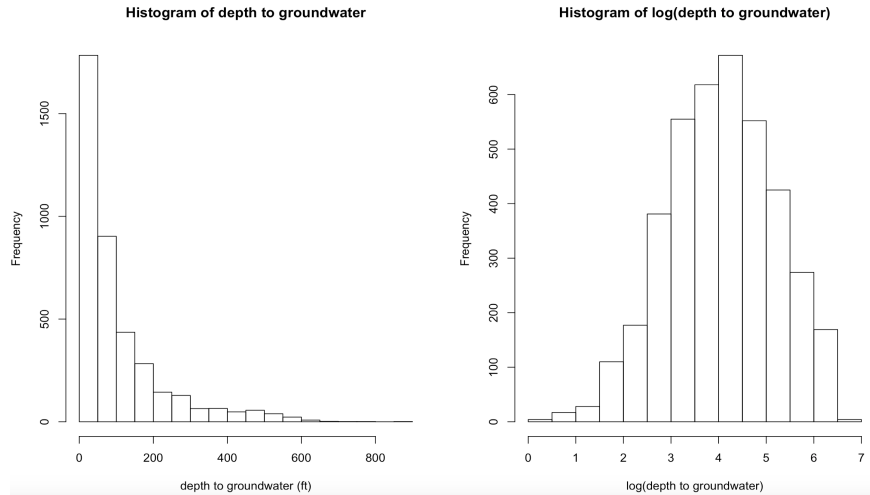 Histogram of depth to groundwater
Frequency
0
500
1000
1500
0 200 400 600 800
depth to groundwater (ft)
Histogram of log(depth to groundwater)
Frequency
0
100
200
300
400
500
600
0 1 2 3 4 5 6 7
log(depth to groundwater)